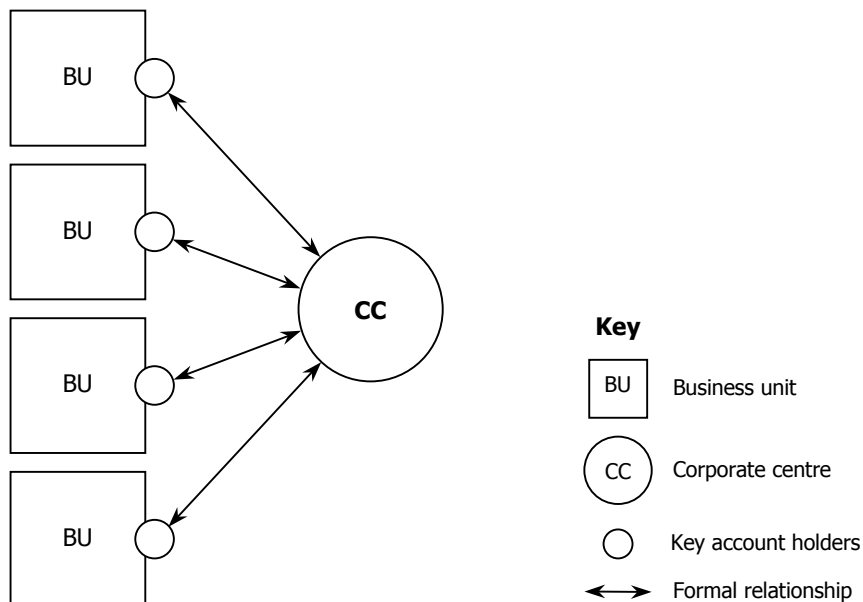 BU
BU
CC
BU
BU
Key
BU Business unit
CC Corporate centre
Key account holders
Formal relationship